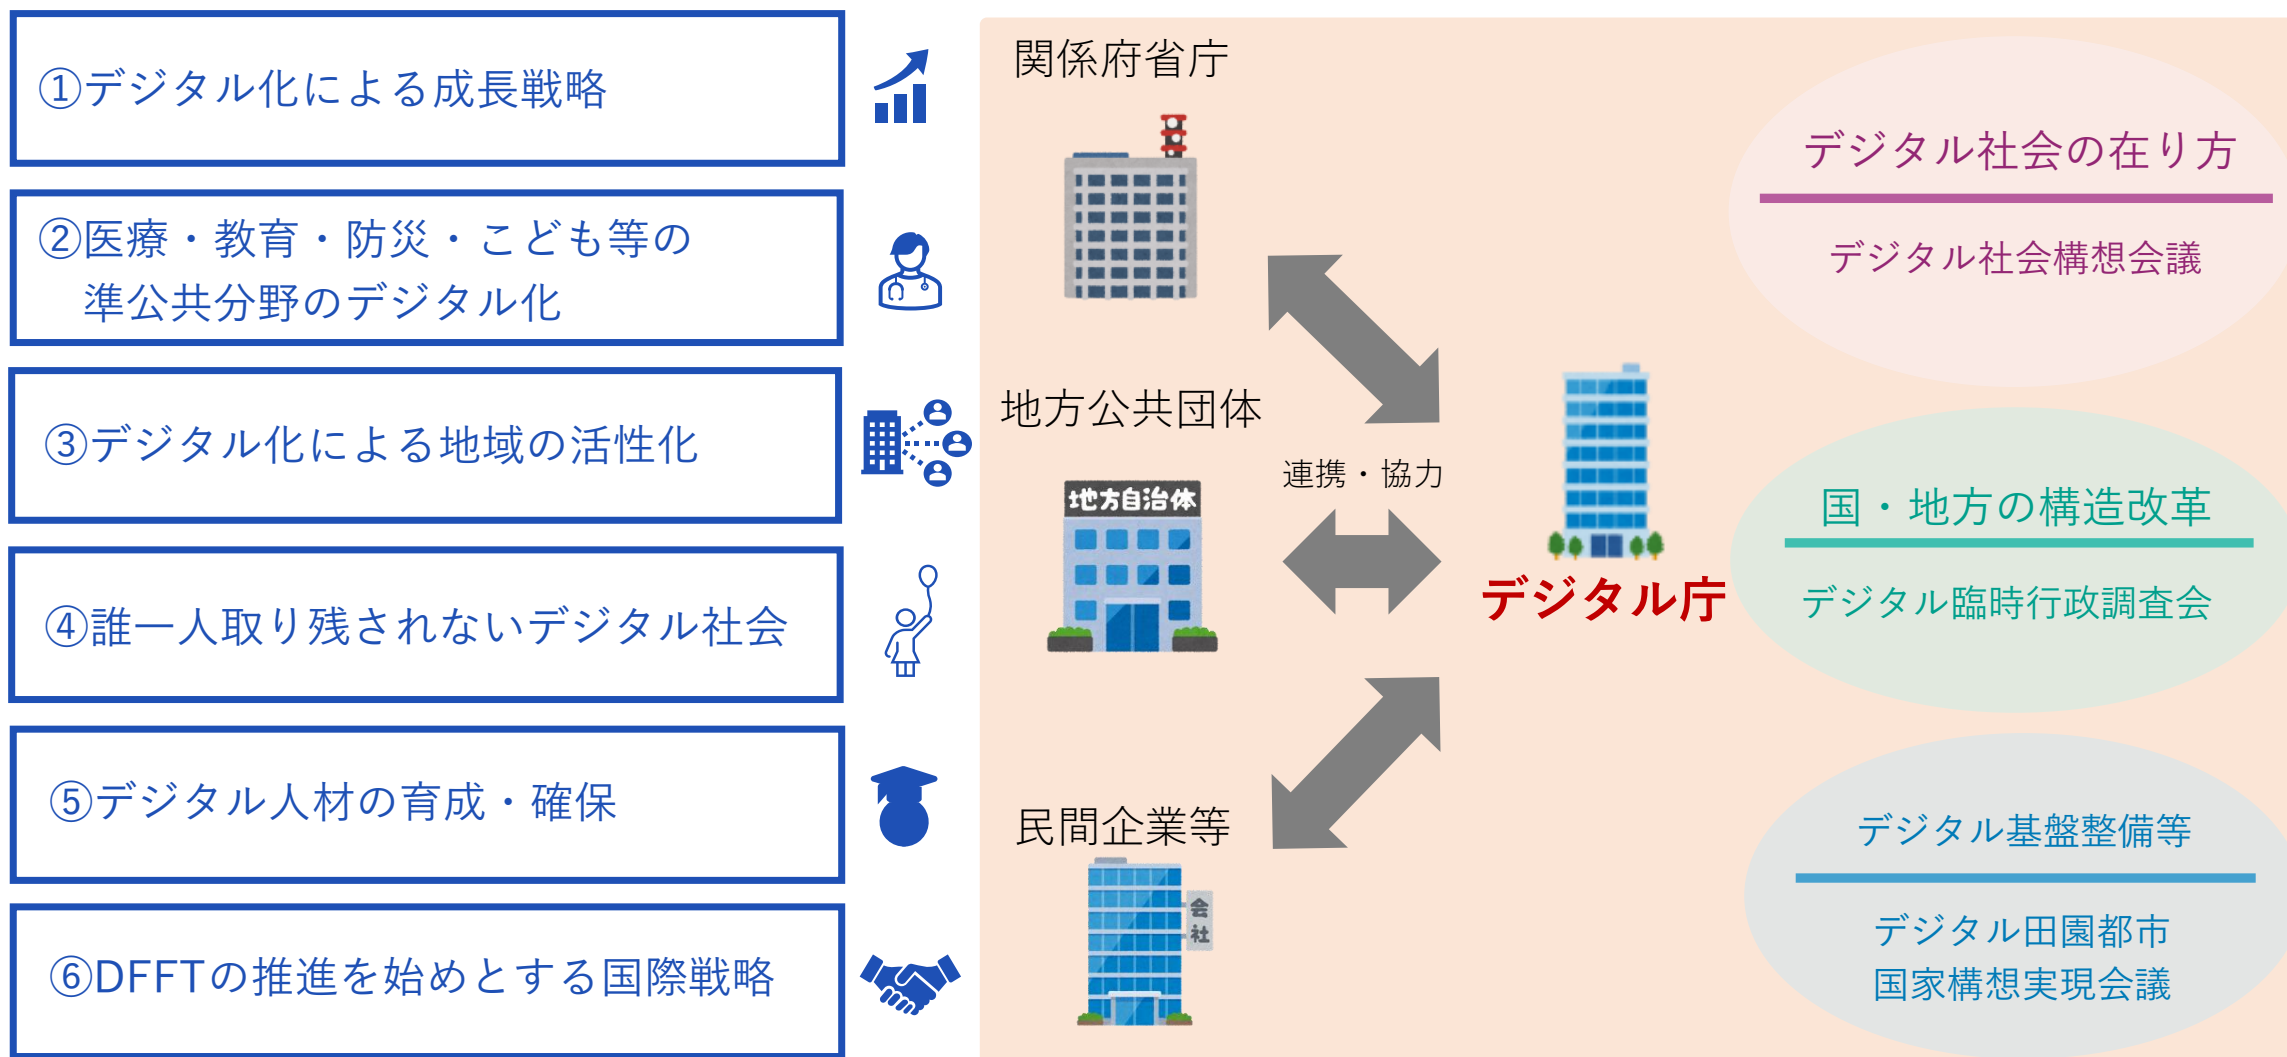 ①デジタル化による成長戦略
②医療・教育・防災・こども等の
準公共分野のデジタル化
③デジタル化による地域の活性化
④誰一人取り残されないデジタル社会
⑤デジタル人材の育成・確保
⑥DFFTの推進を始めとする国際戦略
関係府省庁
地方公共団体
地方自治体
連携・協力
民間企業等
会社
デジタル庁
デジタル社会の在り方
デジタル社会構想会議
国・地方の構造改革
デジタル臨時行政調査会
デジタル基盤整備等
デジタル田園都市
国家構想実現会議